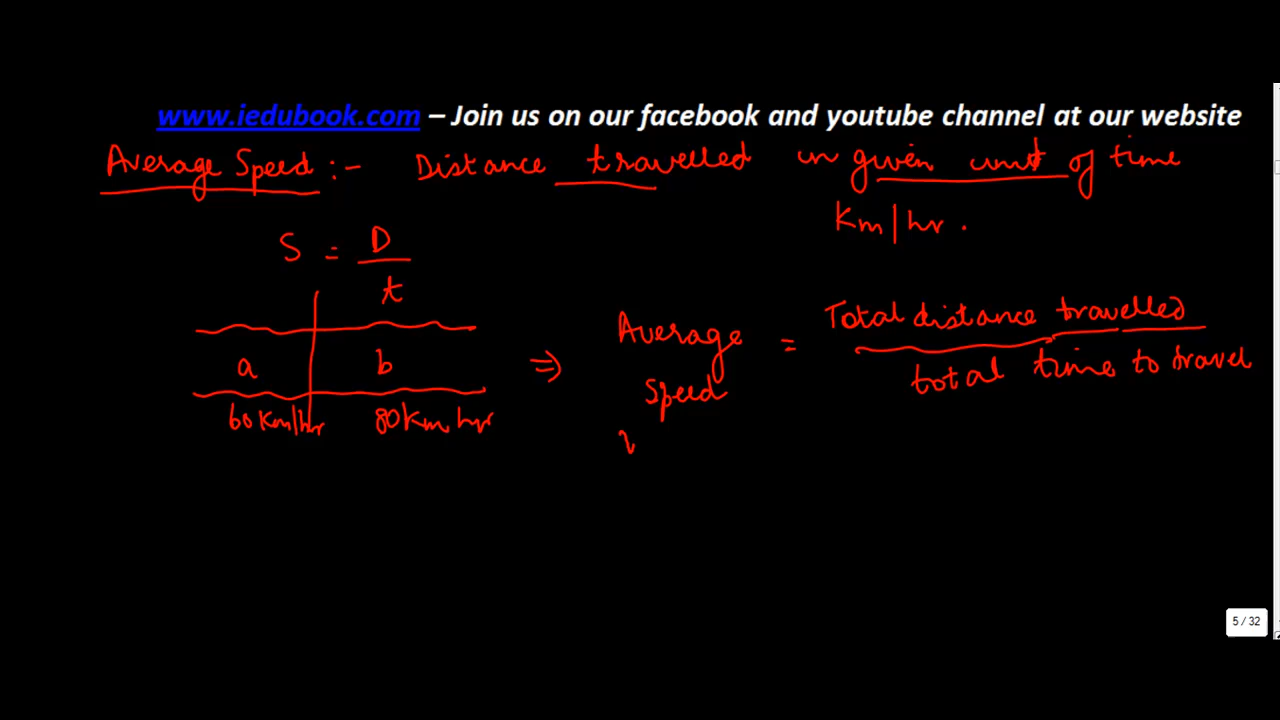 www.iedubook.com – Join us on our facebook and youtube channel at our website
Average Speed :- Distance travelled in given unit of time
Km/hr.
S = D
t
Total distance travelled
Average =
a b ⇒ total time to travel
Speed
60 Km/hr 80 Km hr
5 / 32